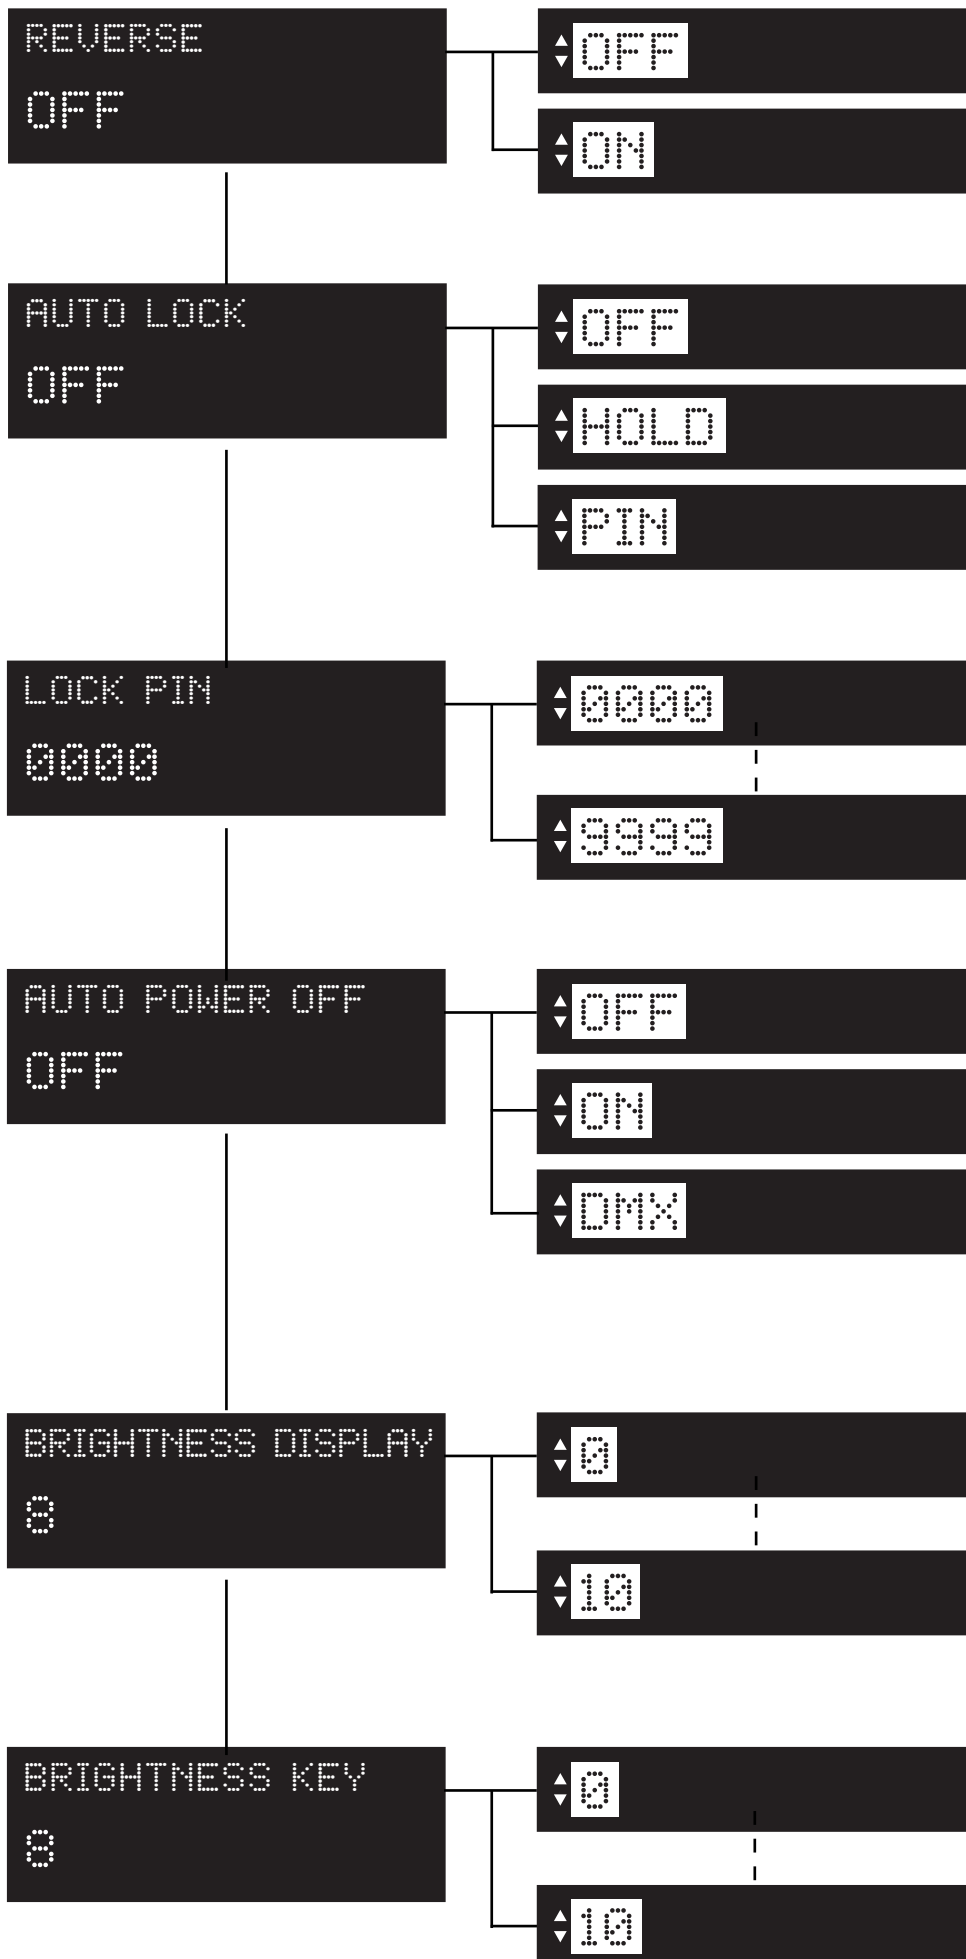 REVERSE
OFF
OFF
ON
AUTO LOCK
OFF
OFF
HOLD
PIN
LOCK PIN
0000
0000
9999
AUTO POWER OFF
OFF
OFF
ON
DMX
BRIGHTNESS DISPLAY
8
0
10
BRIGHTNESS KEY
8
0
10